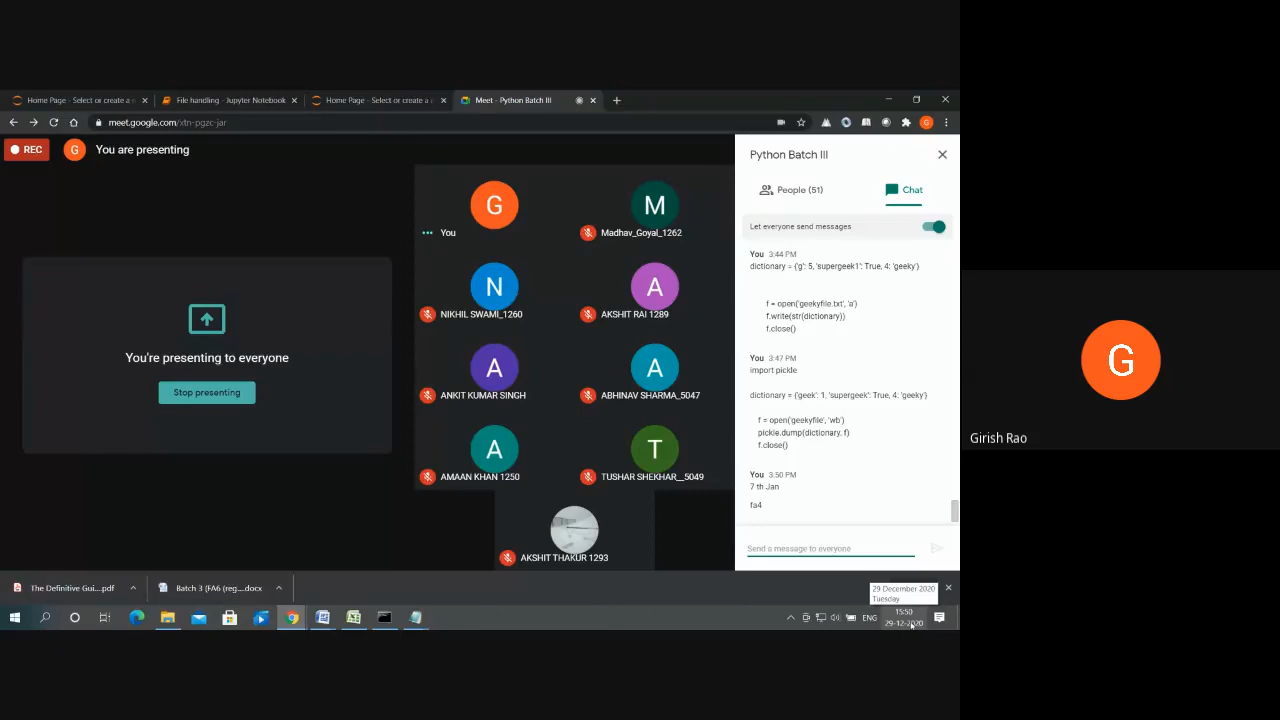 Home Page - Select or create a n
File handling - Jupyter Notebook
Home Page - Select or create a n
Meet - Python Batch III
meet.google.com/xtn-pgzc-jar
REC
G
You are presenting
Python Batch III
People (51)
Chat
Let everyone send messages
G
You
M
Madhav_Goyal_1262
N
NIKHIL SWAMI_1260
A
AKSHIT RAI 1289
A
ANKIT KUMAR SINGH
A
ABHINAV SHARMA_5047
A
AMAAN KHAN 1250
T
TUSHAR SHEKHAR__5049
AKSHIT THAKUR 1293
You're presenting to everyone
Stop presenting
You 3:44 PM
dictionary = {'g': 5, 'supergeek1': True, 4: 'geeky'}
f = open('geekyfile.txt', 'a')
f.write(str(dictionary))
f.close()
You 3:47 PM
import pickle
dictionary = {'geek': 1, 'supergeek': True, 4: 'geeky'}
f = open('geekyfile', 'wb')
pickle.dump(dictionary, f)
f.close()
You 3:50 PM
7 th Jan
fa4
Send a message to everyone
The Definitive Gui....pdf
Batch 3 (FA6 (reg....docx
29 December 2020
Tuesday
ENG
15:50
29-12-2020
G
Girish Rao